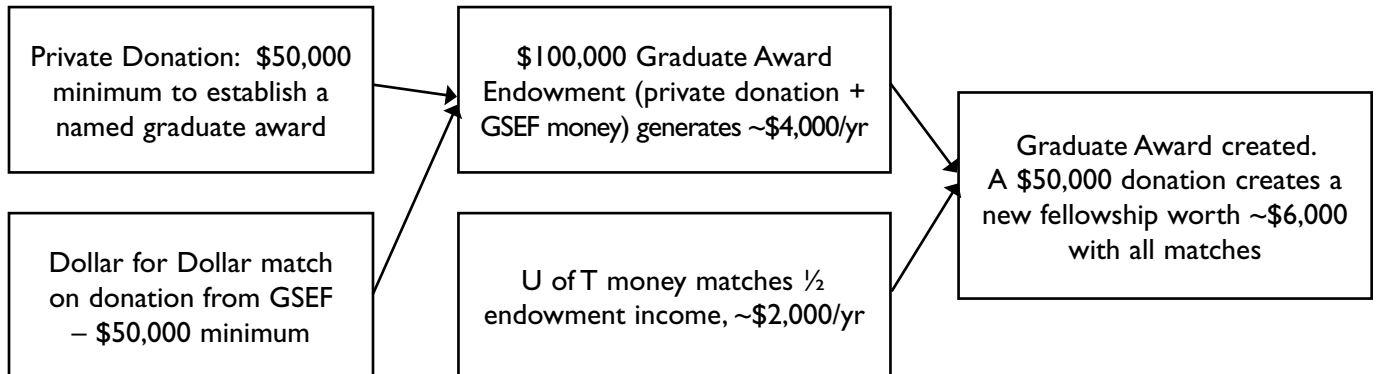 Private Donation: $50,000
minimum to establish a
named graduate award
Dollar for Dollar match
on donation from GSEF
– $50,000 minimum
$100,000 Graduate Award
Endowment (private donation +
GSEF money) generates ~$4,000/yr
U of T money matches ½
endowment income, ~$2,000/yr
Graduate Award created.
A $50,000 donation creates a
new fellowship worth ~$6,000
with all matches